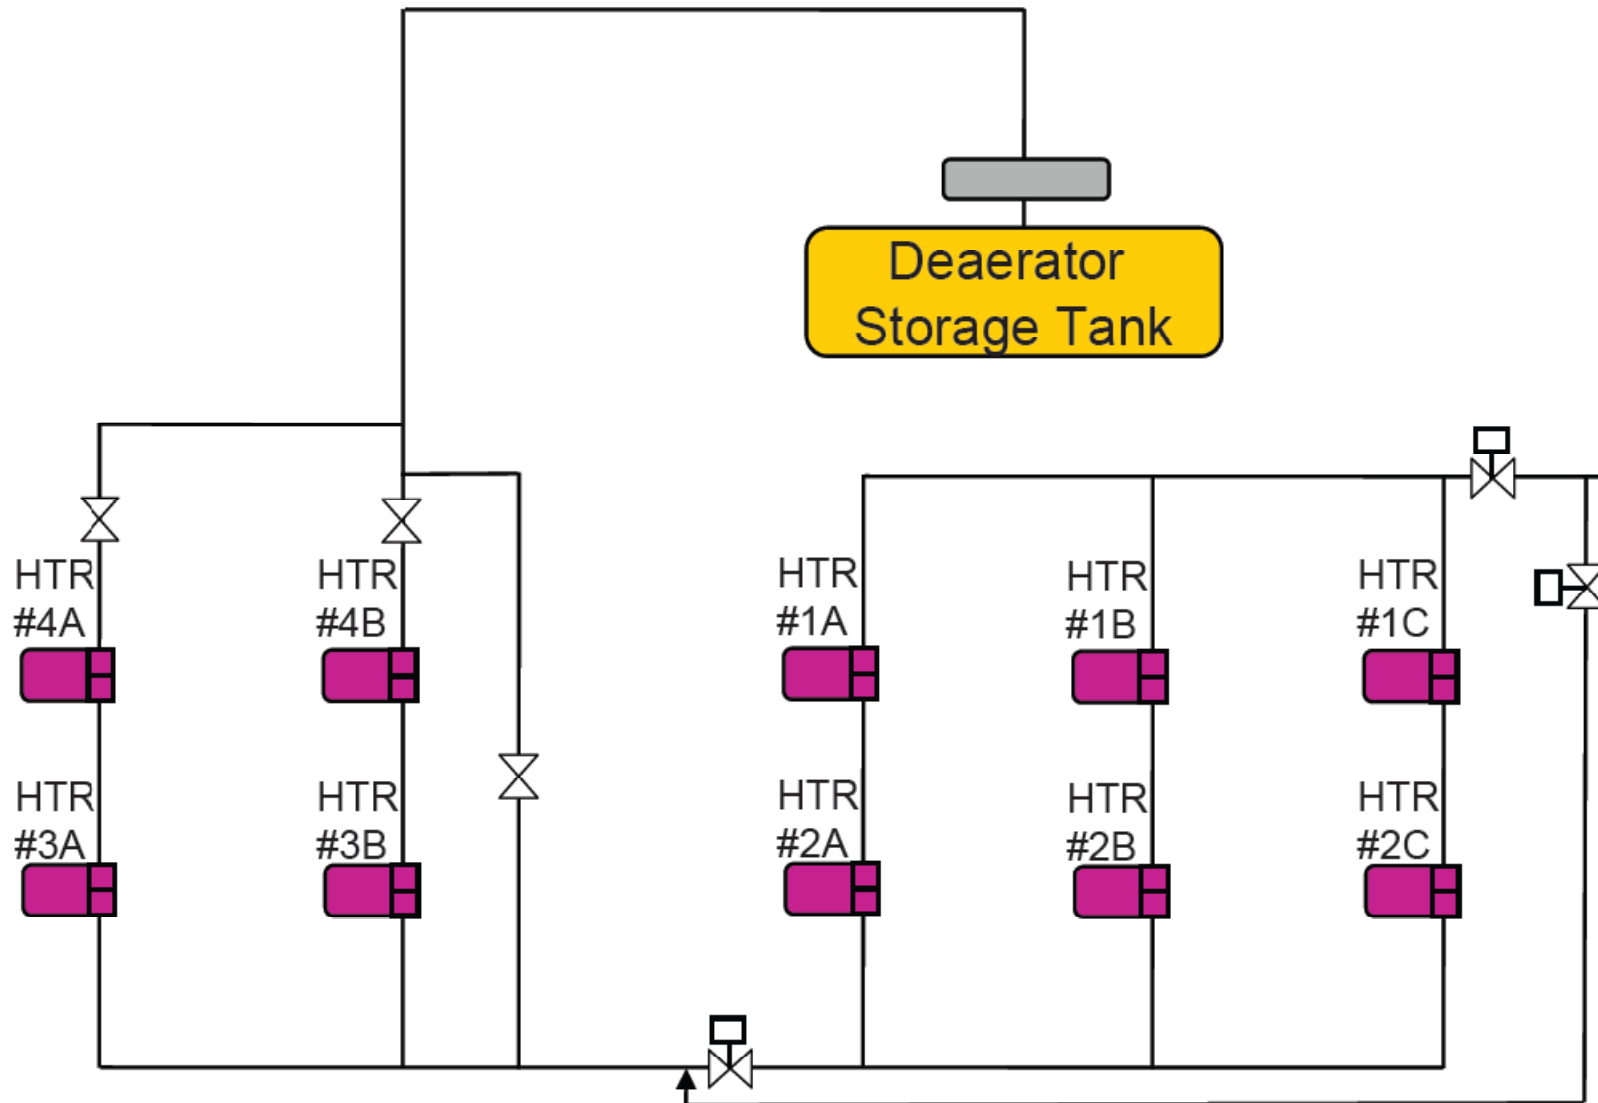 Deaerator
Storage Tank
HTR
#4A
HTR
#4B
HTR
#1A
HTR
#1B
HTR
#1C
HTR
#3A
HTR
#3B
HTR
#2A
HTR
#2B
HTR
#2C